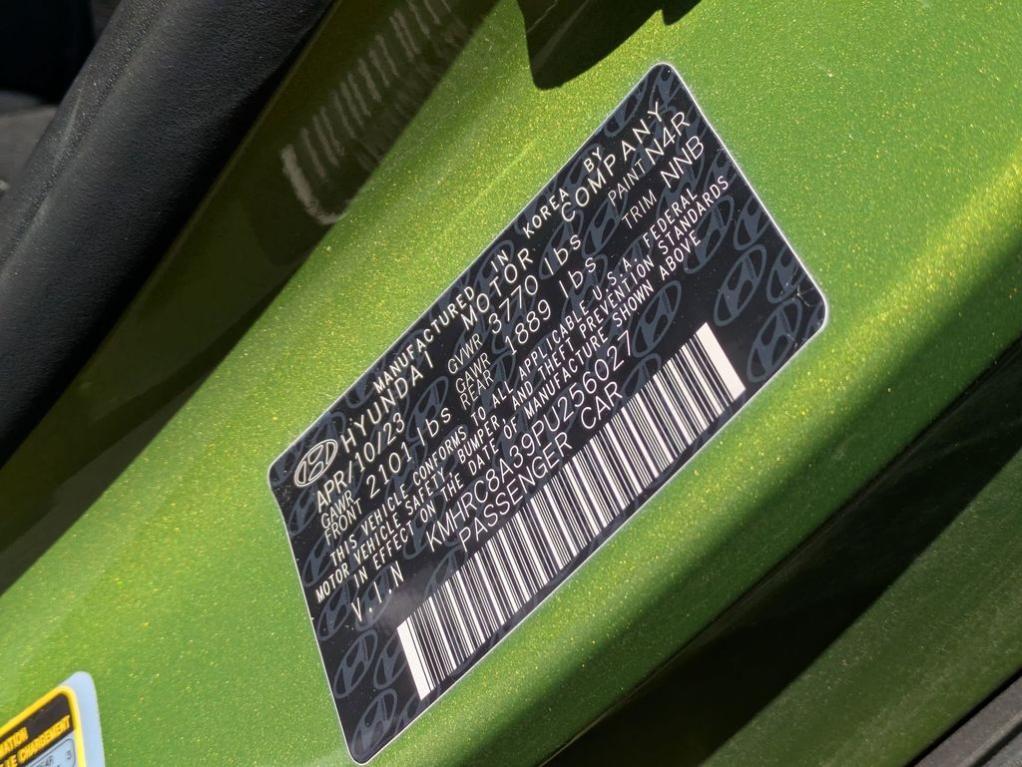 MANUFACTURED IN KOREA BY
HYUNDAI MOTOR COMPANY
APR/10/23 GVWR 3770 lbs PAINT N4R
GAWR FRONT 2101 lbs GAWR REAR 1889 lbs TRIM NNB
THIS VEHICLE CONFORMS TO ALL APPLICABLE U.S.A. FEDERAL
MOTOR VEHICLE SAFETY, BUMPER, AND THEFT PREVENTION STANDARDS
IN EFFECT ON THE DATE OF MANUFACTURE SHOWN ABOVE
V.I.N KMHRC8A39PU256027
PASSENGER CAR
CHARGEMENT